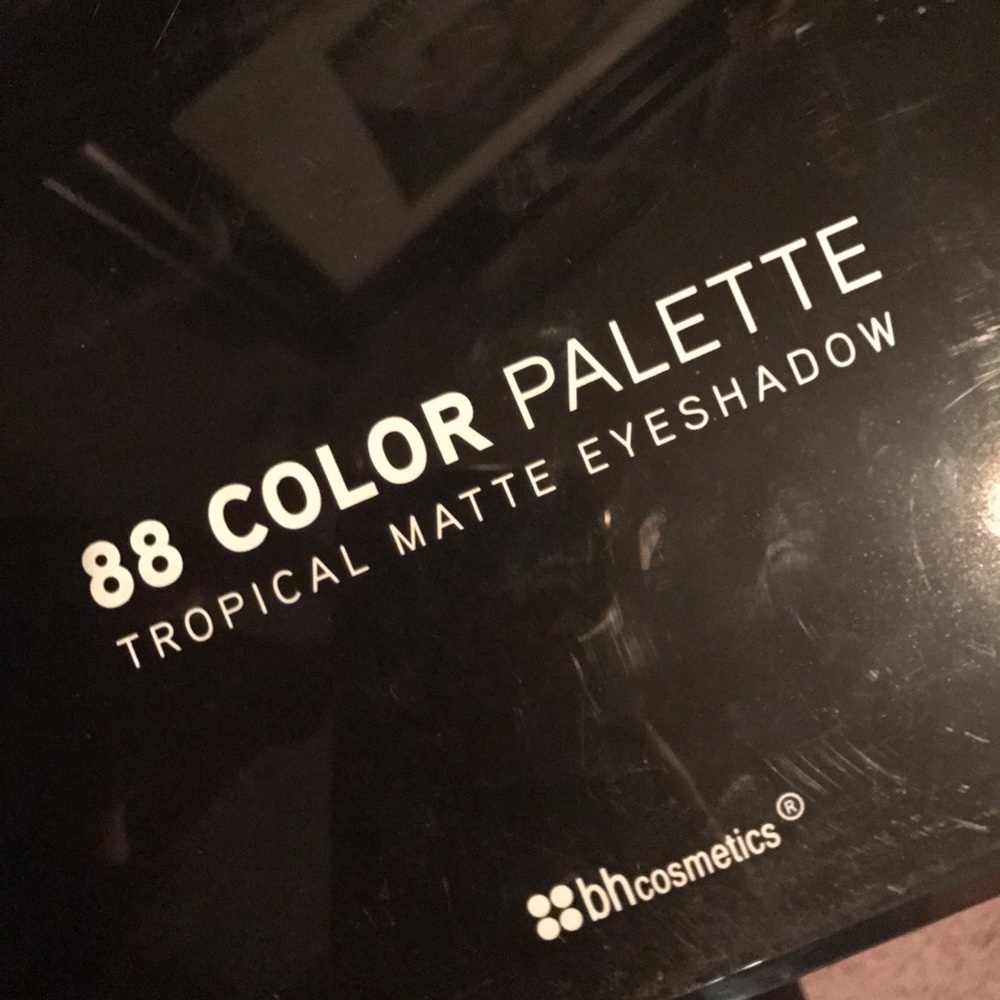 88 COLOR PALETTE
TROPICAL MATTE EYESHADOW
bhcosmetics®